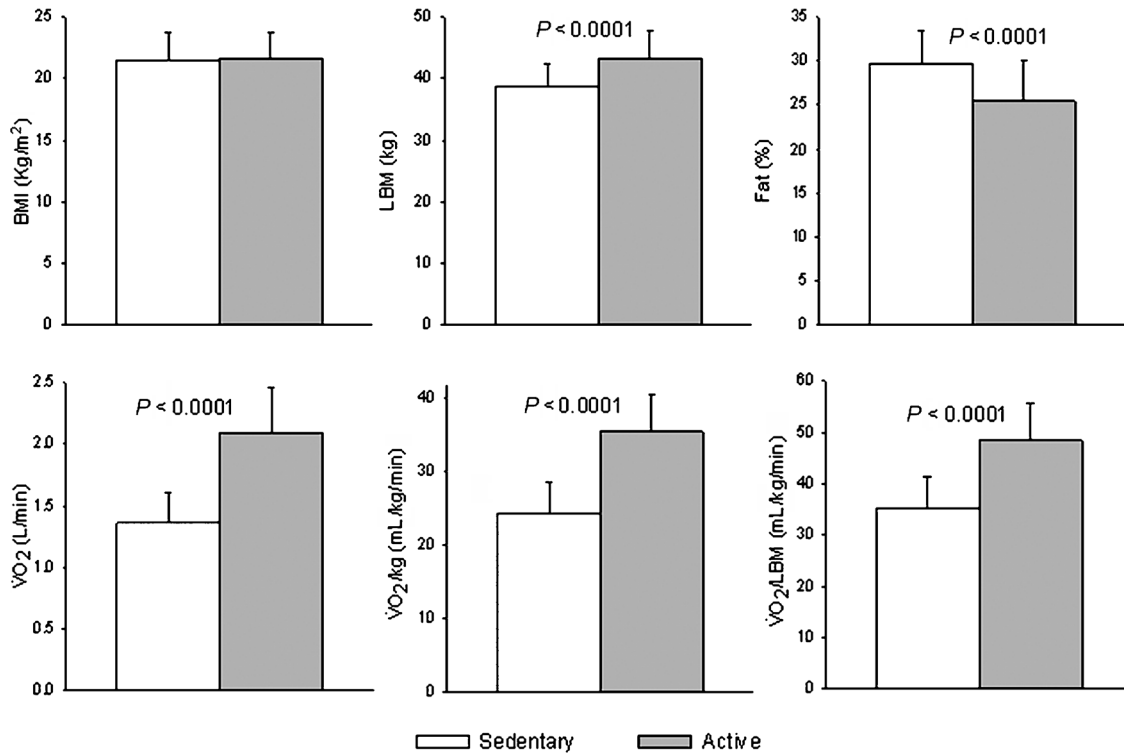 BMI (Kg/m²)
25
20
15
10
5
0
LBM (kg)
50
40
30
20
10
0
P < 0.0001
Fat (%)
35
30
25
20
15
10
5
0
P < 0.0001
V̇O₂ (L/min)
2.5
2.0
1.5
1.0
0.5
0.0
P < 0.0001
V̇O₂/kg (mL/kg/min)
40
30
20
10
0
P < 0.0001
V̇O₂/LBM (mL/kg/min)
60
50
40
30
20
10
0
P < 0.0001
Sedentary
Active